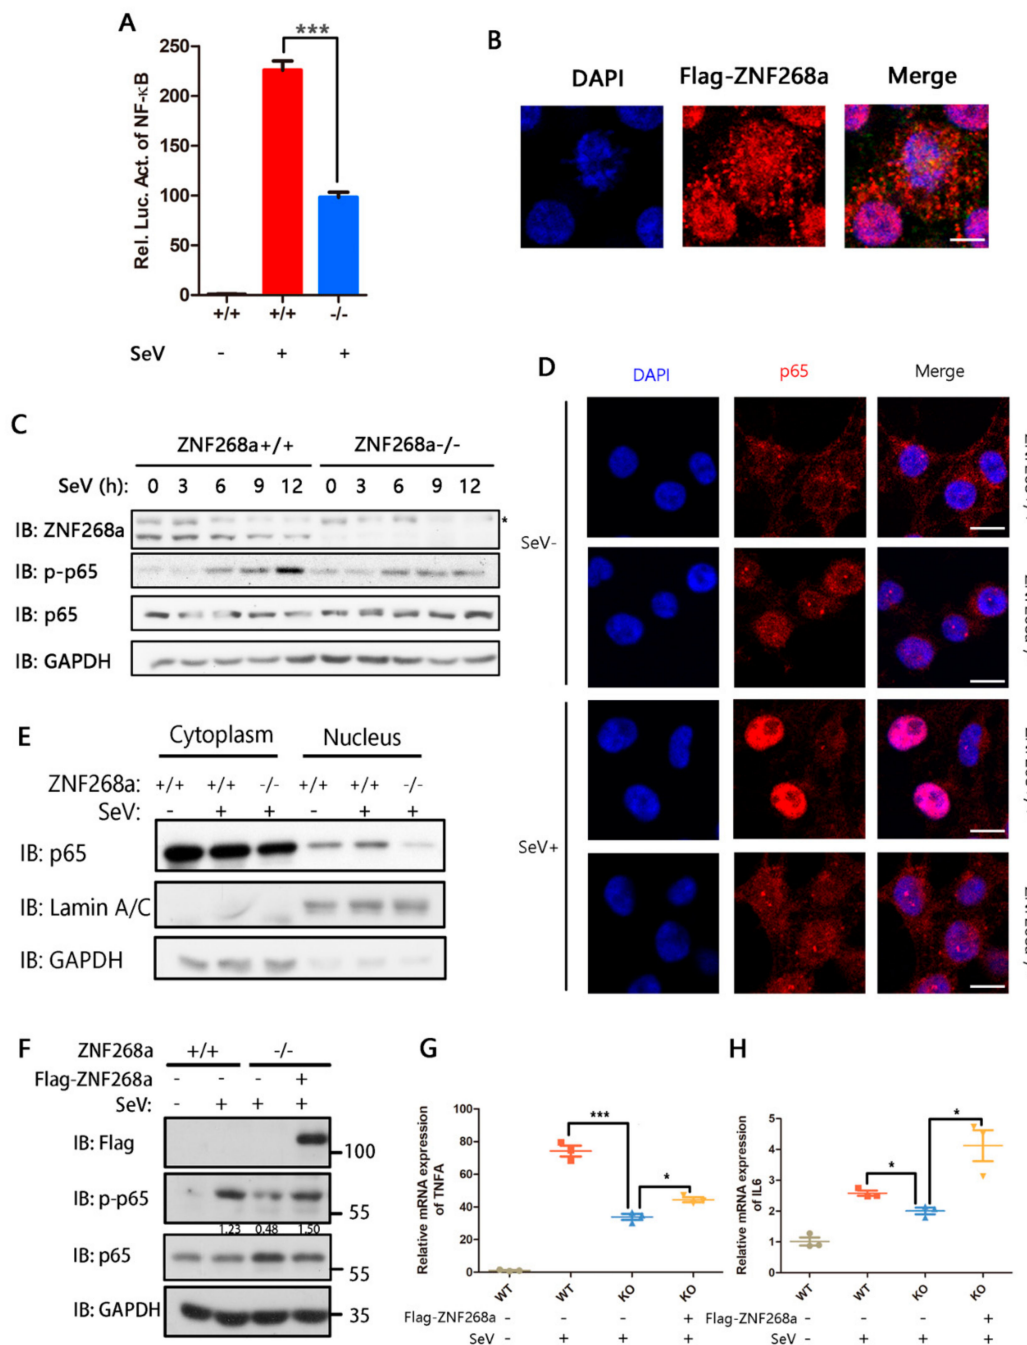 A
***
Rel. Luc. Act. of NF-κB
250
200
150
100
50
0
+/+ +/+ -/-
SeV - + +
B
DAPI Flag-ZNF268a Merge
C
ZNF268a+/+ ZNF268a-/-
SeV (h): 0 3 6 9 12 0 3 6 9 12
IB: ZNF268a *
IB: p-p65
IB: p65
IB: GAPDH
D
DAPI p65 Merge
SeV-
SeV+
E
Cytoplasm Nucleus
ZNF268a: +/+ +/+ -/- +/+ +/+ -/-
SeV: - + + - + +
IB: p65
IB: Lamin A/C
IB: GAPDH
F
ZNF268a +/+ -/-
Flag-ZNF268a - - - +
SeV: - + + +
IB: Flag 100
IB: p-p65 55
1.23 0.48 1.50
IB: p65 55
IB: GAPDH 35
G
Relative mRNA expression
of TNFA
100
80
60
40
20
0
***
*
WT WT KO KO
Flag-ZNF268a - - - +
SeV - + + +
H
Relative mRNA expression
of IL6
5
4
3
2
1
0
*
*
WT WT KO KO
Flag-ZNF268a - - - +
SeV - + + +